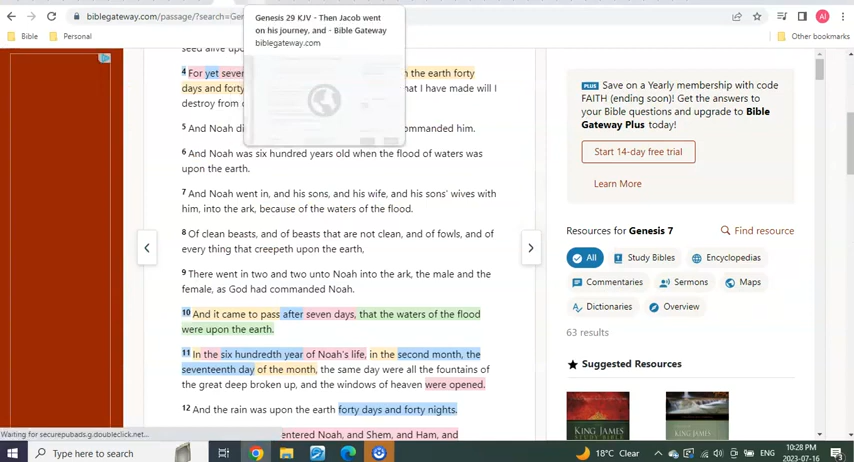 Genesis 29 KJV - Then Jacob went
on his journey, and - Bible Gateway
biblegateway.com
biblegateway.com/passage/?search=Ger
AI
Bible
Personal
Other bookmarks
4 For yet seven
n the earth forty
days and forty
hat I have made will I
destroy from
5 And Noah di
commanded him.
6 And Noah was six hundred years old when the flood of waters was
upon the earth.
7 And Noah went in, and his sons, and his wife, and his sons' wives with
him, into the ark, because of the waters of the flood.
8 Of clean beasts, and of beasts that are not clean, and of fowls, and of
every thing that creepeth upon the earth,
9 There went in two and two unto Noah into the ark, the male and the
female, as God had commanded Noah.
10 And it came to pass after seven days, that the waters of the flood
were upon the earth.
11 In the six hundredth year of Noah's life, in the second month, the
seventeenth day of the month, the same day were all the fountains of
the great deep broken up, and the windows of heaven were opened.
12 And the rain was upon the earth forty days and forty nights.
entered Noah, and Shem, and Ham, and
PLUS Save on a Yearly membership with code
FAITH (ending soon)! Get the answers to
your Bible questions and upgrade to Bible
Gateway Plus today!
Start 14-day free trial
Learn More
Resources for Genesis 7
Find resource
All
Study Bibles
Encyclopedias
Commentaries
Sermons
Maps
Dictionaries
Overview
63 results
Suggested Resources
KING JAMES
KING JAMES
Waiting for securepubads.g.doubleclick.net...
Type here to search
18°C Clear
ENG
10:28 PM
2023-07-16
3